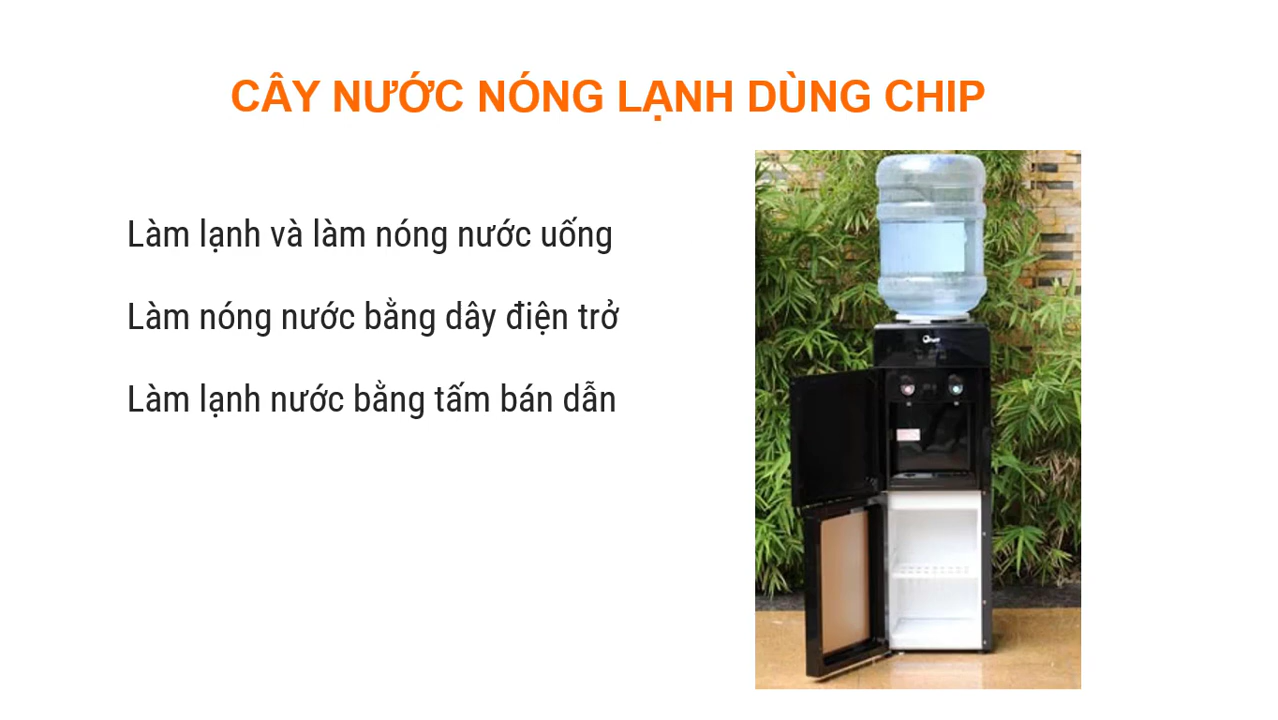 CÂY NƯỚC NÓNG LẠNH DÙNG CHIP
Làm lạnh và làm nóng nước uống
Làm nóng nước bằng dây điện trở
Làm lạnh nước bằng tấm bán dẫn